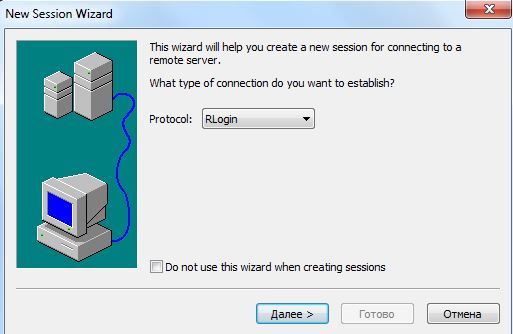 New Session Wizard
This wizard will help you create a new session for connecting to a
remote server.
What type of connection do you want to establish?
Protocol: RLogin
Do not use this wizard when creating sessions
Далее > Готово Отмена